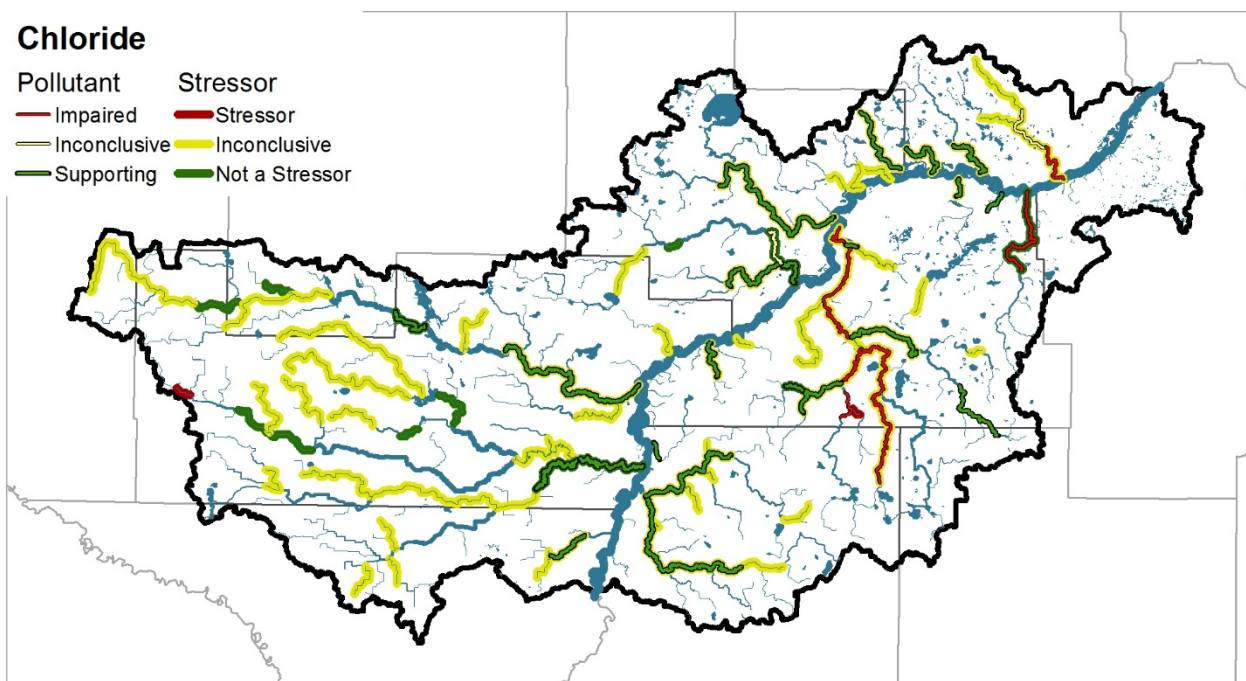 Chloride
Pollutant Stressor
Impaired Stressor
Inconclusive Inconclusive
Supporting Not a Stressor